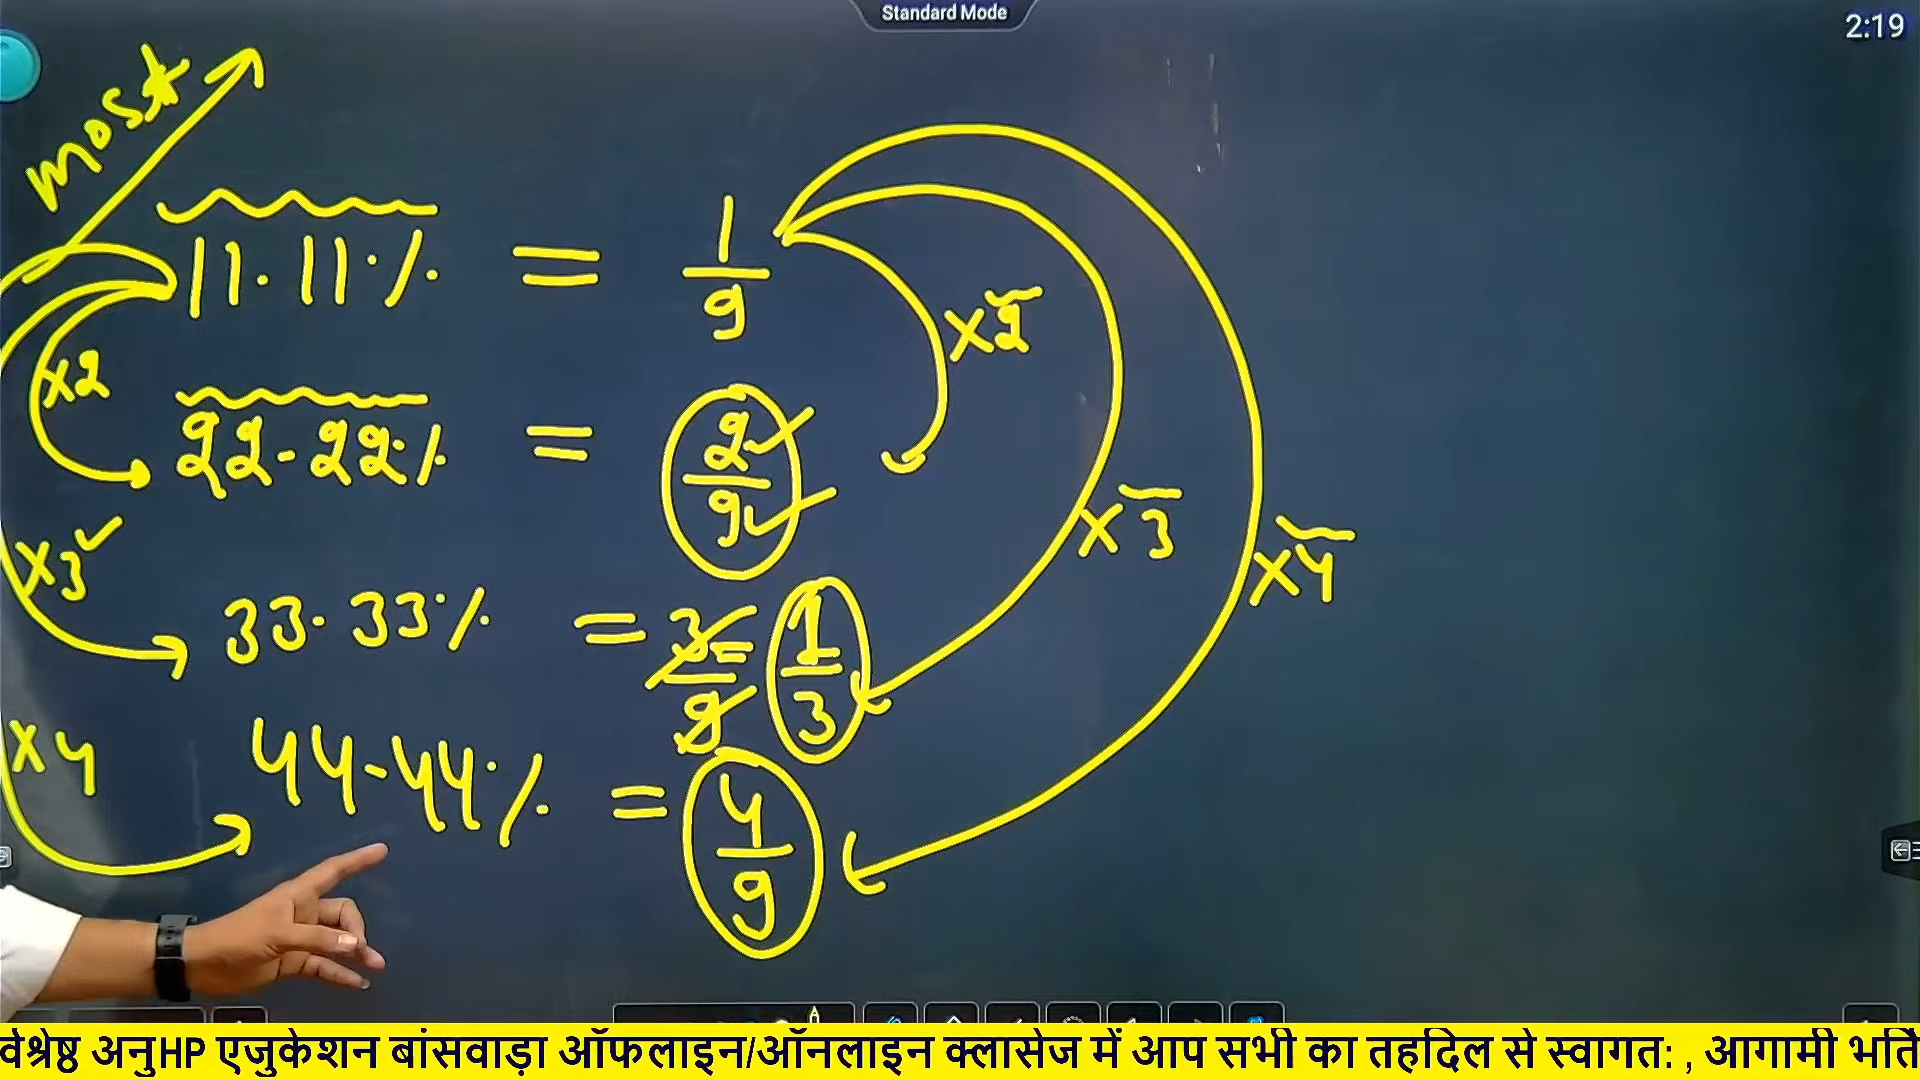 Standard Mode
2:19
most
11.11% = 1/9
×2 ×2
22.22% = 2/9
×3 ×3
33.33% = 3/9 = 1/3
×4 ×4
44.44% = 4/9
र्वश्रेष्ठ अनुHP एजुकेशन बांसवाड़ा ऑफलाइन/ऑनलाइन क्लासेज में आप सभी का तहदिल से स्वागत: , आगामी भर्ति